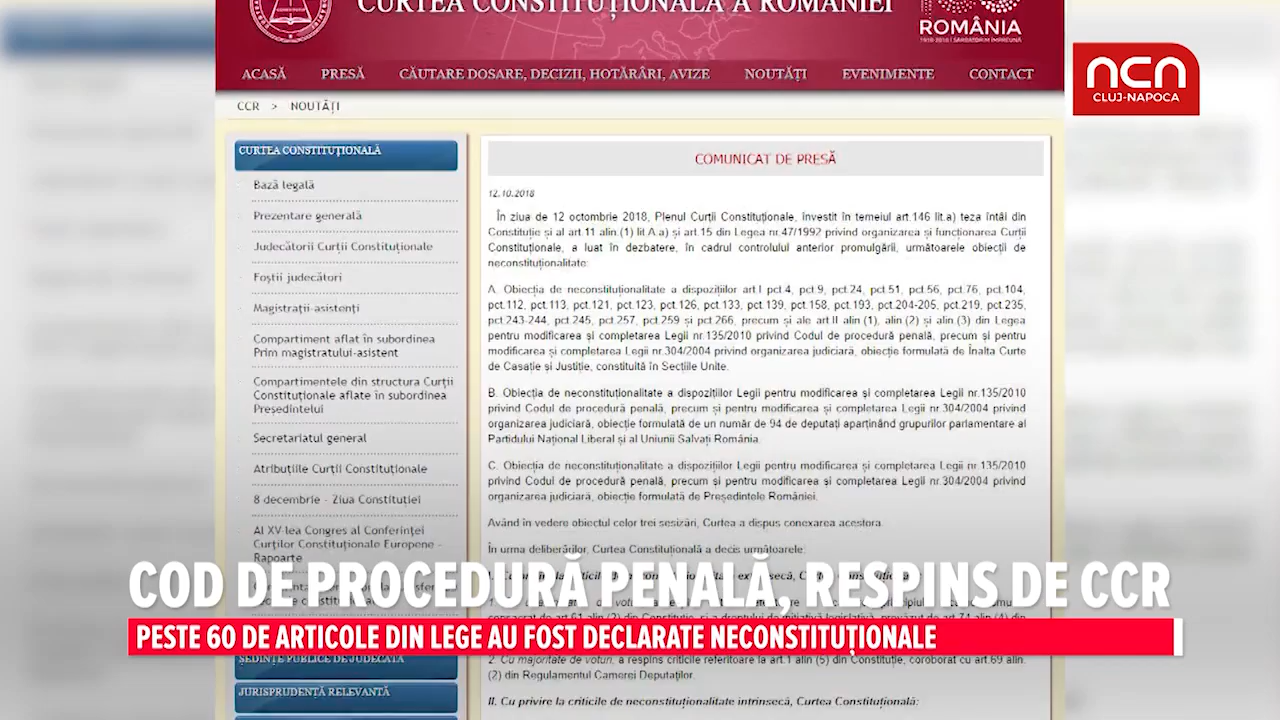 CURTEA CONSTITUȚIONALĂ A ROMÂNIEI
ROMÂNIA
ACASĂ PRESĂ CĂUTARE DOSARE, DECIZII, HOTĂRÂRI, AVIZE NOUTĂȚI EVENIMENTE CONTACT
CCR > NOUTĂȚI
ncn
CLUJ-NAPOCA
CURTEA CONSTITUȚIONALĂ
Bază legală
Prezentare generală
Judecătorii Curții Constituționale
Foștii judecători
Magistrații-asistenți
Compartiment aflat în subordinea
Prim magistratului-asistent
Compartimentele din structura Curții
Constituționale aflate în subordinea
Președintelui
Secretariatul general
Atribuțiile Curții Constituționale
8 decembrie - Ziua Constituției
Al XV-lea Congres al Conferinței
Curților Constituționale Europene -
Rapoarte
ȘEDINȚE PUBLICE DE JUDECATĂ
JURISPRUDENȚĂ RELEVANTĂ
COMUNICAT DE PRESĂ
12.10.2018
În ziua de 12 octombrie 2018, Plenul Curții Constituționale, învestit în temeiul art.146 lit.a) teza întâi din
Constituție și al art.11 alin.(1) lit.A.a) și art.15 din Legea nr.47/1992 privind organizarea și funcționarea Curții
Constituționale, a luat în dezbatere, în cadrul controlului anterior promulgării, următoarele obiecții de
neconstituționalitate:
A. Obiecția de neconstituționalitate a dispozițiilor art.I pct.4, pct.9, pct.24, pct.51, pct.56, pct.76, pct.104,
pct.112, pct.113, pct.121, pct.123, pct.126, pct.133, pct.139, pct.158, pct.193, pct.204-205, pct.219, pct.235,
pct.243-244, pct.245, pct.257, pct.259 și pct.266, precum și ale art.II alin.(1), alin.(2) și alin.(3) din Legea
pentru modificarea și completarea Legii nr.135/2010 privind Codul de procedură penală, precum și pentru
modificarea și completarea Legii nr.304/2004 privind organizarea judiciară, obiecție formulată de Înalta Curte
de Casație și Justiție, constituită în Secțiile Unite.
B. Obiecția de neconstituționalitate a dispozițiilor Legii pentru modificarea și completarea Legii nr.135/2010
privind Codul de procedură penală, precum și pentru modificarea și completarea Legii nr.304/2004 privind
organizarea judiciară, obiecție formulată de un număr de 94 de deputați aparținând grupurilor parlamentare al
Partidului Național Liberal și al Uniunii Salvați România.
C. Obiecția de neconstituționalitate a dispozițiilor Legii pentru modificarea și completarea Legii nr.135/2010
privind Codul de procedură penală, precum și pentru modificarea și completarea Legii nr.304/2004 privind
organizarea judiciară, obiecție formulată de Președintele României.
Având în vedere obiectul celor trei sesizări, Curtea a dispus conexarea acestora.
În urma deliberărilor, Curtea Constituțională a decis următoarele:
COD DE PROCEDURĂ PENALĂ, RESPINS DE CCR
PESTE 60 DE ARTICOLE DIN LEGE AU FOST DECLARATE NECONSTITUȚIONALE
2. Cu majoritate de voturi, a respins criticile referitoare la art.1 alin.(5) din Constituție, coroborat cu art.69 alin.
(2) din Regulamentul Camerei Deputaților.
II. Cu privire la criticile de neconstituționalitate intrinsecă, Curtea Constituțională: